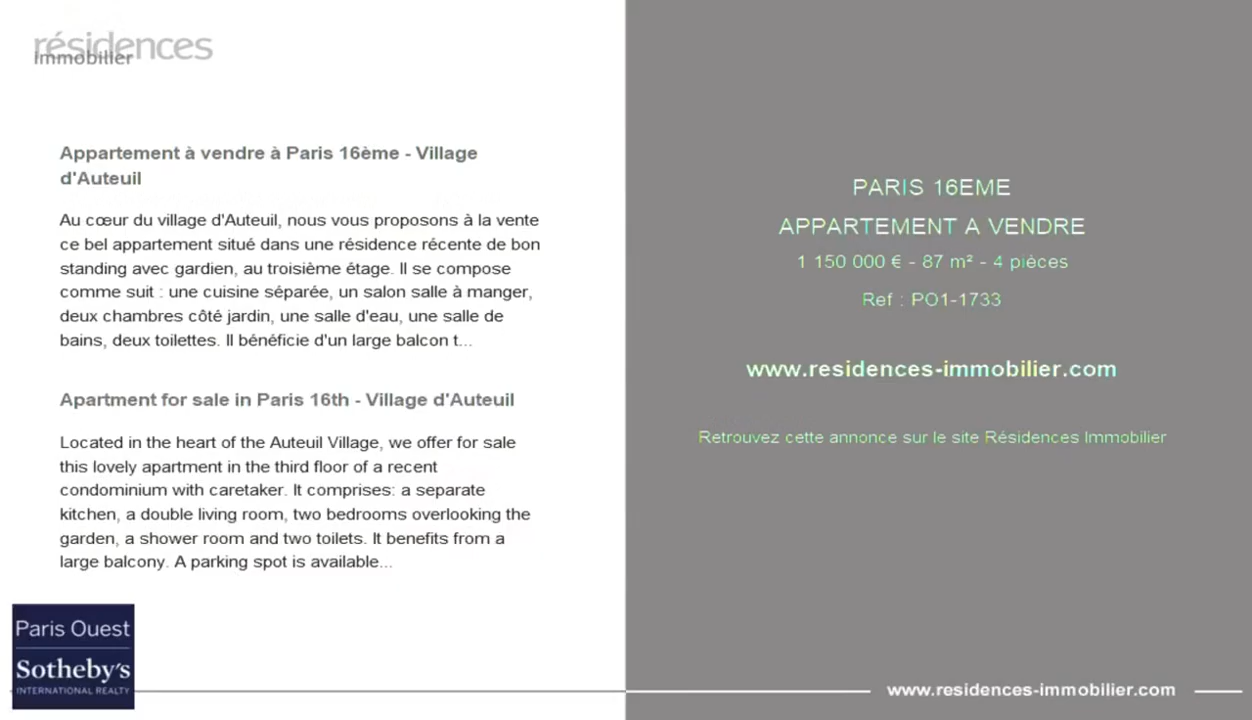 résidences
Immobilier
Appartement à vendre à Paris 16ème - Village
d'Auteuil
Au cœur du village d'Auteuil, nous vous proposons à la vente
ce bel appartement situé dans une résidence récente de bon
standing avec gardien, au troisième étage. Il se compose
comme suit : une cuisine séparée, un salon salle à manger,
deux chambres côté jardin, une salle d'eau, une salle de
bains, deux toilettes. Il bénéficie d'un large balcon t...
Apartment for sale in Paris 16th - Village d'Auteuil
Located in the heart of the Auteuil Village, we offer for sale
this lovely apartment in the third floor of a recent
condominium with caretaker. It comprises: a separate
kitchen, a double living room, two bedrooms overlooking the
garden, a shower room and two toilets. It benefits from a
large balcony. A parking spot is available...
Paris Ouest
Sotheby's
INTERNATIONAL REALTY
PARIS 16EME
APPARTEMENT A VENDRE
1 150 000 € - 87 m² - 4 pièces
Ref : PO1-1733
www.residences-immobilier.com
Retrouvez cette annonce sur le site Résidences Immobilier
www.residences-immobilier.com